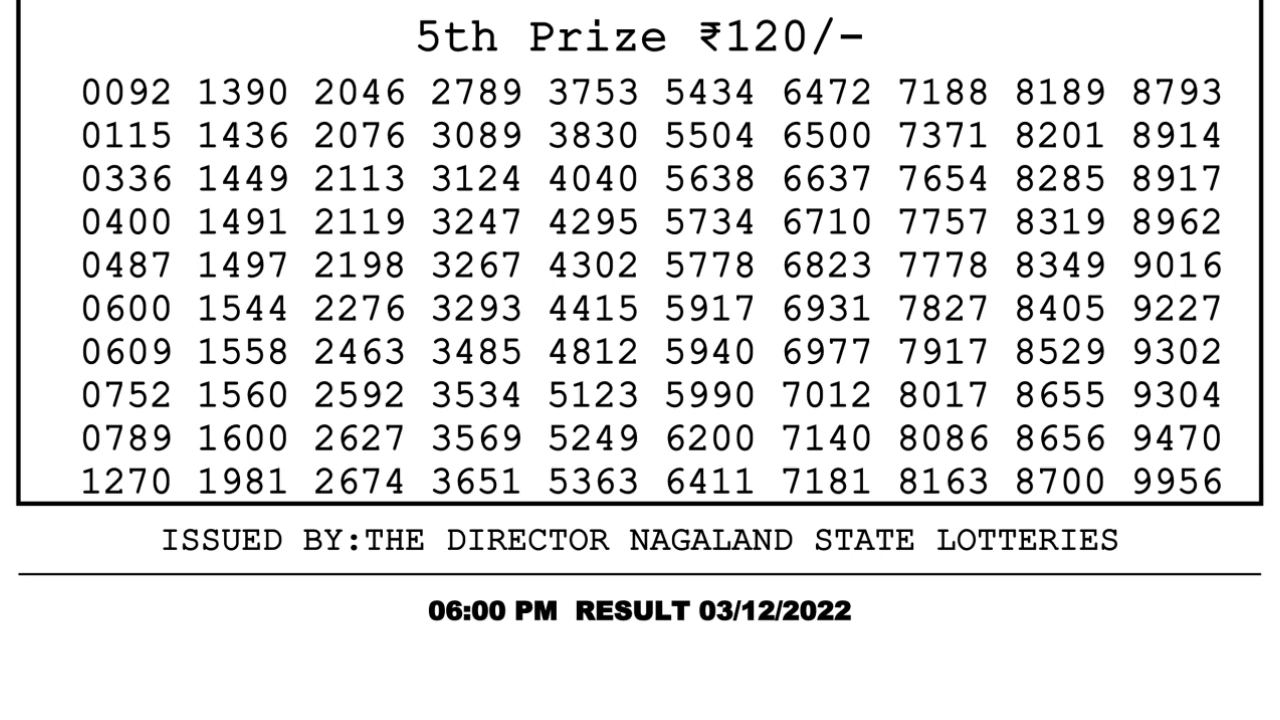 5th Prize ₹120/-
0092 1390 2046 2789 3753 5434 6472 7188 8189 8793
0115 1436 2076 3089 3830 5504 6500 7371 8201 8914
0336 1449 2113 3124 4040 5638 6637 7654 8285 8917
0400 1491 2119 3247 4295 5734 6710 7757 8319 8962
0487 1497 2198 3267 4302 5778 6823 7778 8349 9016
0600 1544 2276 3293 4415 5917 6931 7827 8405 9227
0609 1558 2463 3485 4812 5940 6977 7917 8529 9302
0752 1560 2592 3534 5123 5990 7012 8017 8655 9304
0789 1600 2627 3569 5249 6200 7140 8086 8656 9470
1270 1981 2674 3651 5363 6411 7181 8163 8700 9956
ISSUED BY:THE DIRECTOR NAGALAND STATE LOTTERIES
06:00 PM RESULT 03/12/2022